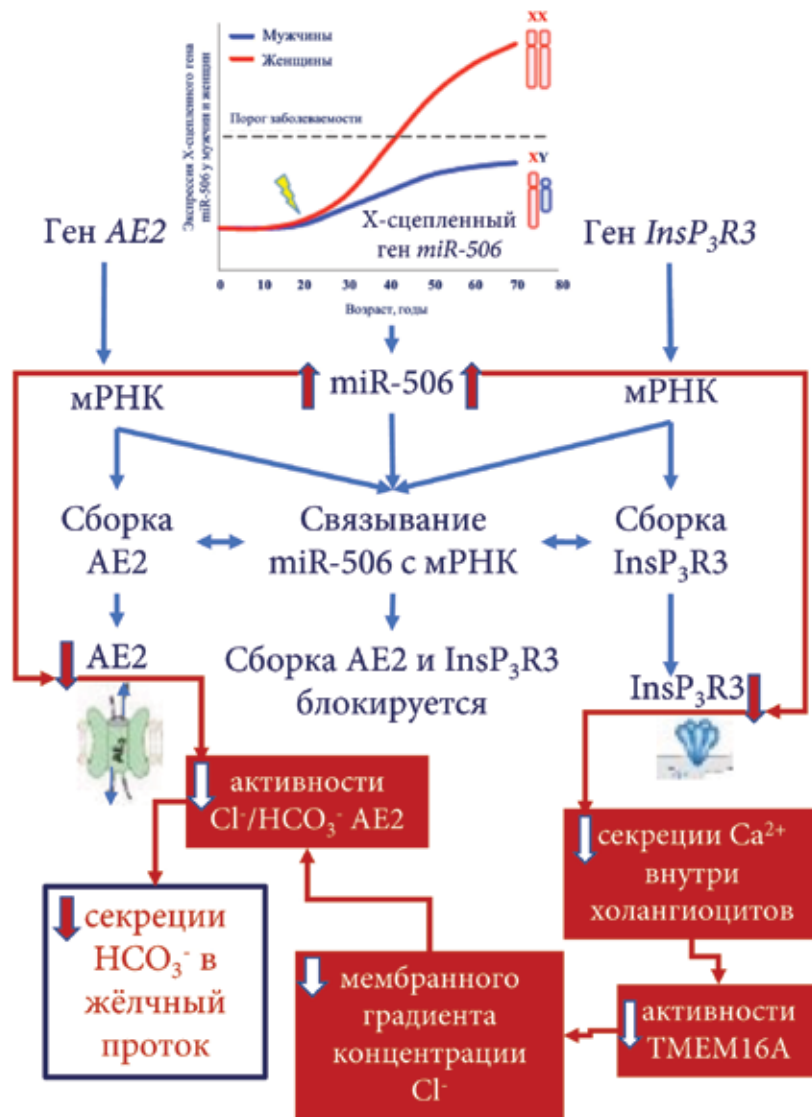 Экспрессия X-сцепленного гена
miR-506 у мужчин и женщин
Мужчины
Женщины
XX
Порог заболеваемости
XY
X-сцепленный
ген miR-506
0 10 20 30 40 50 60 70 80
Возраст, годы
Ген AE2
Ген InsP₃R3
мРНК
miR-506
мРНК
Сборка
AE2
Связывание
miR-506 с мРНК
Сборка
InsP₃R3
AE2
Сборка AE2 и InsP₃R3
блокируется
InsP₃R3
AE₂
активности
Cl⁻/HCO₃⁻ AE2
секреции Ca²⁺
внутри
холангиоцитов
секреции
HCO₃⁻ в
жёлчный
проток
мембранного
градиента
концентрации
Cl⁻
активности
TMEM16A